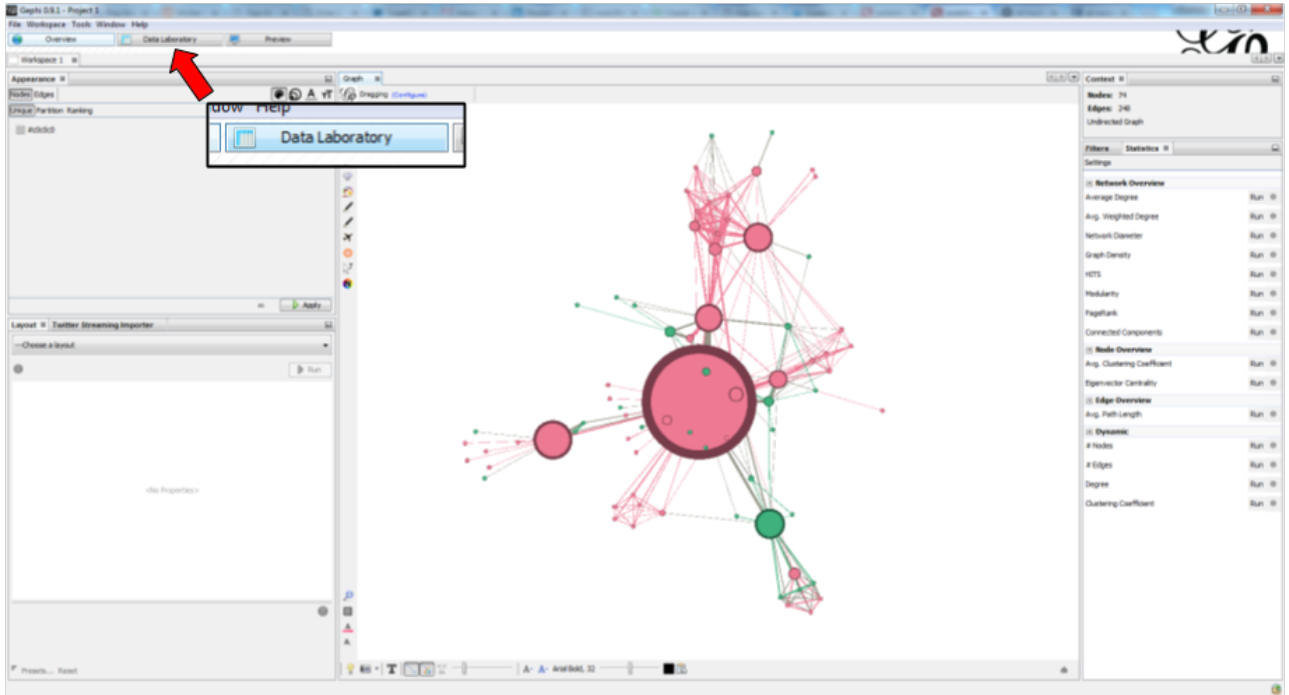 Gephi 0.9.1 - Project 1
File Workspace Tools Window Help
Overview Data Laboratory Preview
Workspace 1
Appearance
Nodes Edges
Unique Partition Ranking
#c0c0c0
dow Help
Data Laboratory
Apply
Layout Twitter Streaming Importer
---Choose a layout
Run
<No Properties>
Presets... Reset
Graph
Dragging (Configure)
A- A- Arial Bold, 32
Context
Nodes: 74
Edges: 248
Undirected Graph
Filters Statistics
Settings
Network Overview
Average Degree Run
Avg. Weighted Degree Run
Network Diameter Run
Graph Density Run
HITS Run
Modularity Run
PageRank Run
Connected Components Run
Node Overview
Avg. Clustering Coefficient Run
Eigenvector Centrality Run
Edge Overview
Avg. Path Length Run
Dynamic
# Nodes Run
# Edges Run
Degree Run
Clustering Coefficient Run